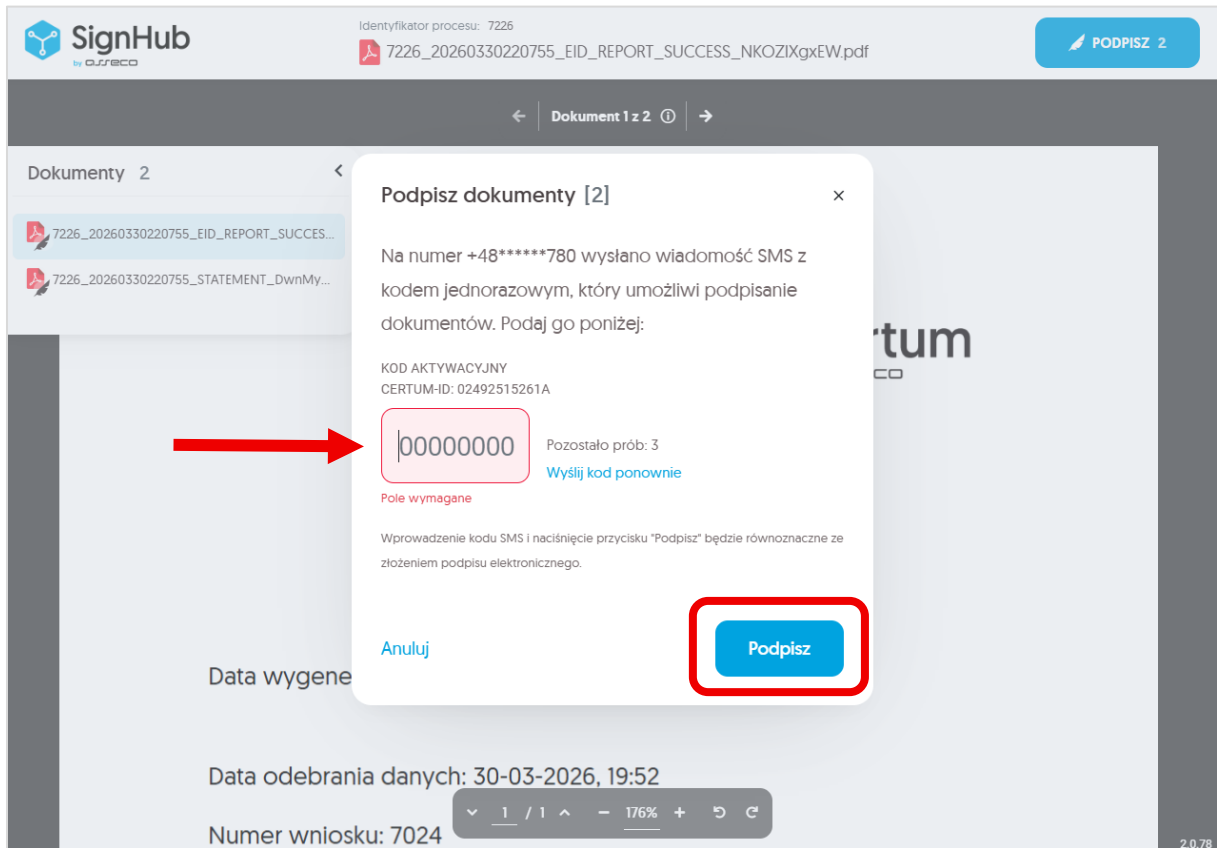 SignHub
by asseco
Identyfikator procesu: 7226
7226_20260330220755_EID_REPORT_SUCCESS_NKOZIXgxEW.pdf
PODPISZ 2
Dokument 1 z 2
Dokumenty 2
7226_20260330220755_EID_REPORT_SUCCES...
7226_20260330220755_STATEMENT_DwnMy...
Podpisz dokumenty [2]
Na numer +48******780 wysłano wiadomość SMS z
kodem jednorazowym, który umożliwi podpisanie
dokumentów. Podaj go poniżej:
KOD AKTYWACYJNY
CERTUM-ID: 02492515261A
00000000
Pozostało prób: 3
Wyślij kod ponownie
Pole wymagane
Wprowadzenie kodu SMS i naciśnięcie przycisku "Podpisz" będzie równoznaczne ze
złożeniem podpisu elektronicznego.
Anuluj
Podpisz
rtum
co
Data wygene
Data odebrania danych: 30-03-2026, 19:52
Numer wniosku: 7024
1 / 1
176%
2.0.78